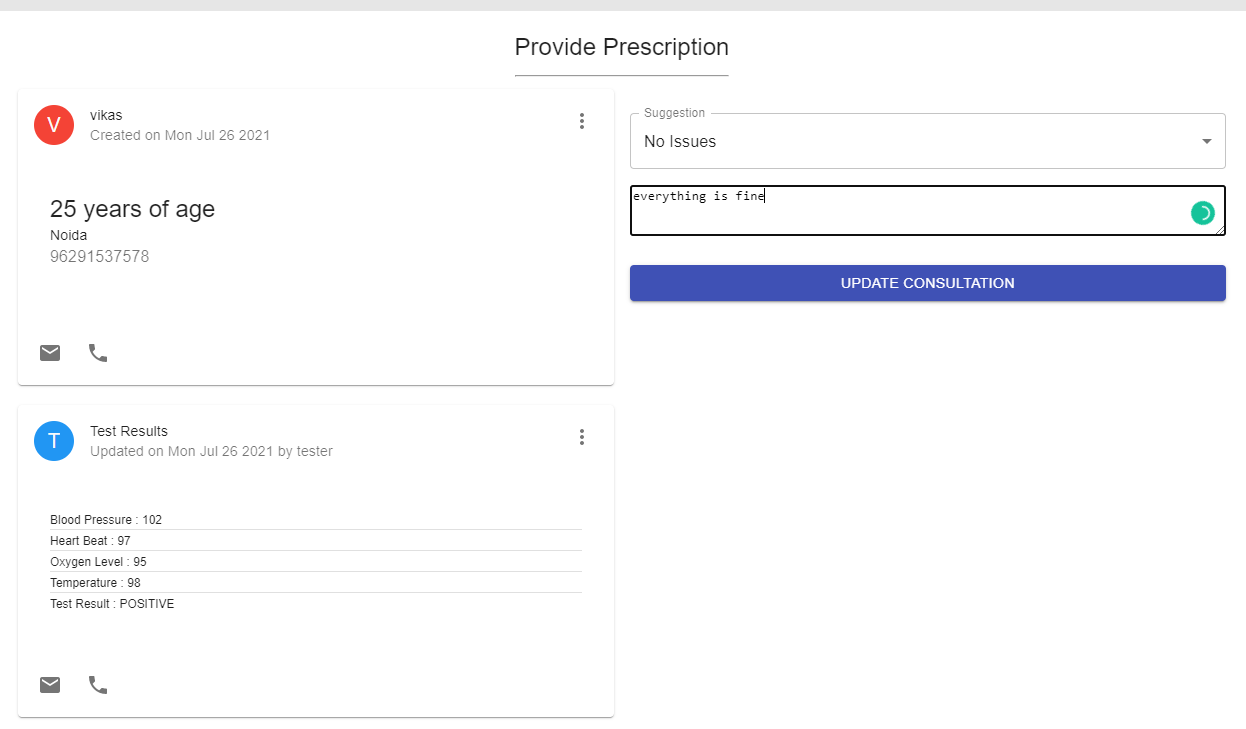 Provide Prescription
V
vikas
Created on Mon Jul 26 2021
25 years of age
Noida
96291537578
T
Test Results
Updated on Mon Jul 26 2021 by tester
Blood Pressure : 102
Heart Beat : 97
Oxygen Level : 95
Temperature : 98
Test Result : POSITIVE
Suggestion
No Issues
everything is fine
UPDATE CONSULTATION